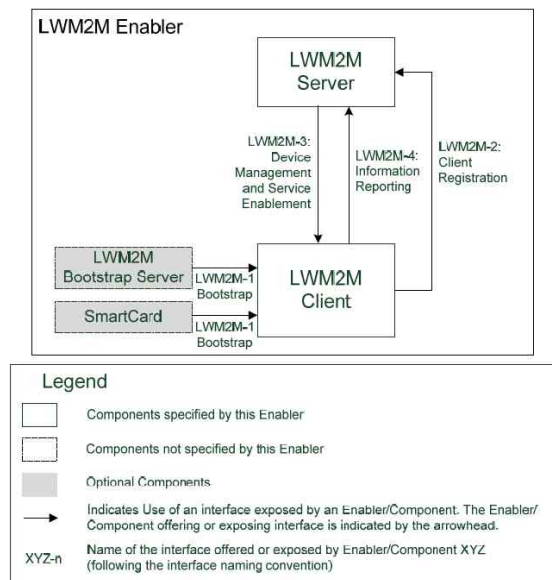 LWM2M Enabler
LWM2M
Server
LWM2M-3:
Device
Management
and Service
Enablement
LWM2M-4:
Information
Reporting
LWM2M-2:
Client
Registration
LWM2M
Bootstrap Server
LWM2M-1
Bootstrap
SmartCard
LWM2M-1
Bootstrap
LWM2M
Client
Legend
Components specified by this Enabler
Components not specified by this Enabler
Optional Components
Indicates Use of an interface exposed by an Enabler/Component. The Enabler/
Component offering or exposing interface is indicated by the arrowhead.
XYZ-n
Name of the interface offered or exposed by Enabler/Component XYZ
(following the interface naming convention)